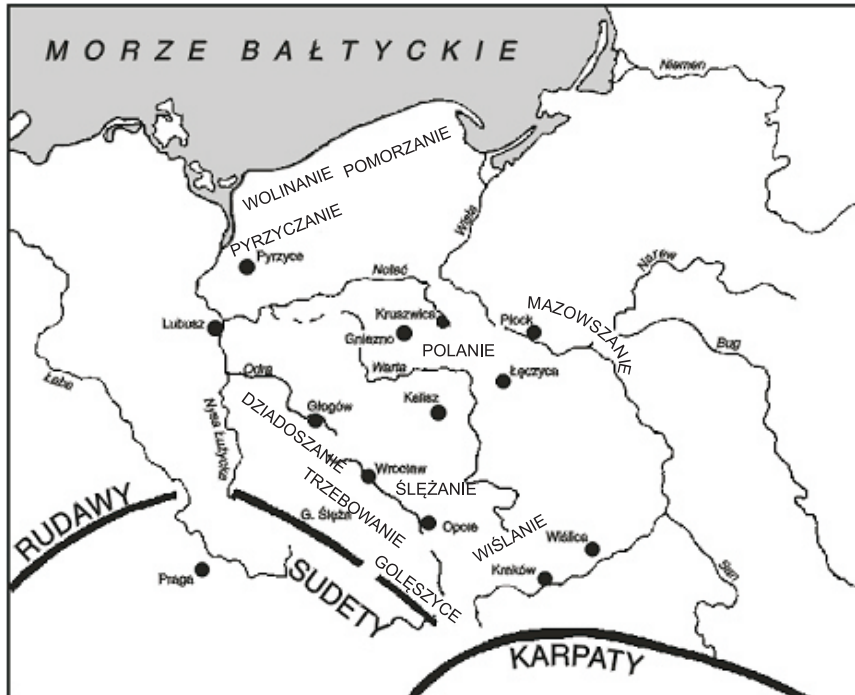 MORZE BAŁTYCKIE
Niemen
WOLINANIE
POMORZANIE
PYRZYCZANIE
Pyrzyce
Wisła
Narew
Noteć
Kruszwica
Gniezno
Lubusz
Płock
MAZOWSZANIE
Bug
POLANIE
Łaba
Odra
Warta
Łęczyca
Nysa Łużycka
DZIADOSZANIE
Głogów
Kalisz
Wrocław
ŚLĘŻANIE
TRZEBOWANIE
G. Ślęża
Opole
RUDAWY
WIŚLANIE
Wiślica
Praga
SUDETY
GOLĘSZYCE
Kraków
San
KARPATY